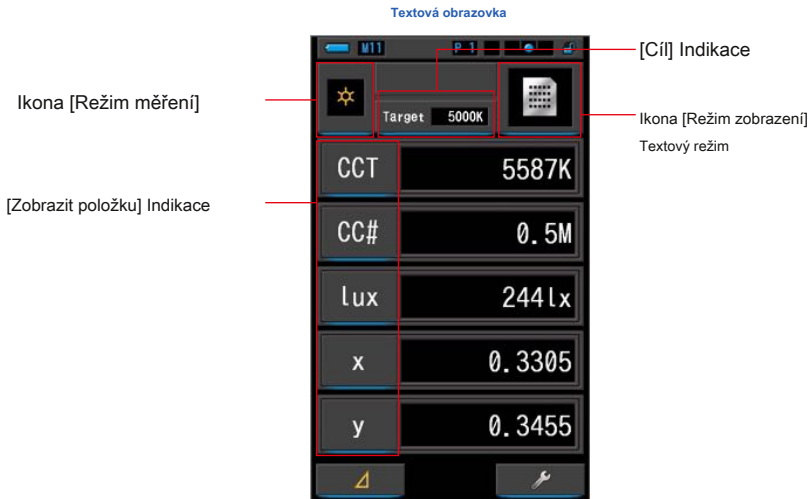 Textová obrazovka
M11 P 1
[Cíl] Indikace
Ikona [Režim měření]
Target 5000K
Ikona [Režim zobrazení]
Textový režim
[Zobrazit položku] Indikace
CCT 5587K
CC# 0.5M
lux 244lx
x 0.3305
y 0.3455